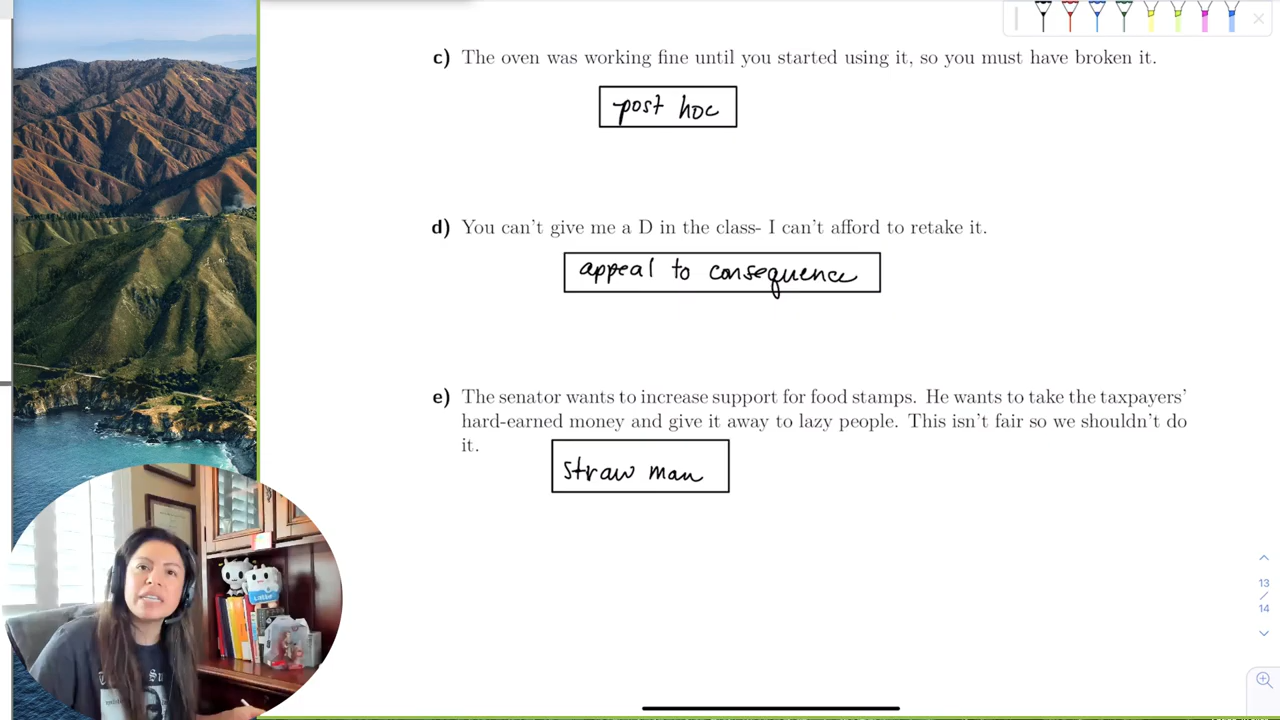 c) The oven was working fine until you started using it, so you must have broken it.
post hoc
d) You can't give me a D in the class- I can't afford to retake it.
appeal to consequence
e) The senator wants to increase support for food stamps. He wants to take the taxpayers'
hard-earned money and give it away to lazy people. This isn't fair so we shouldn't do
it.
straw man
13
/
14